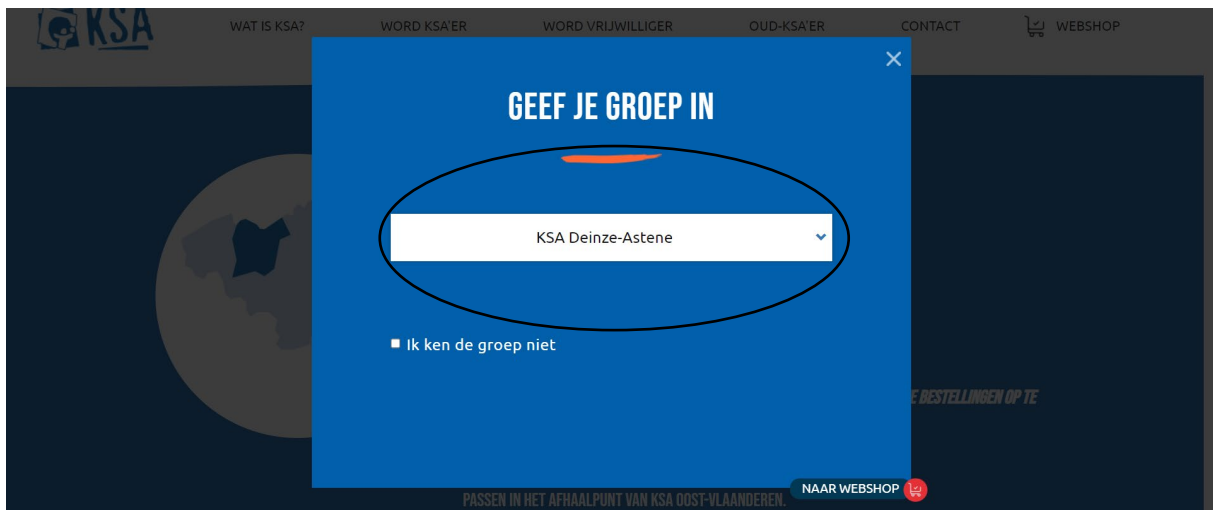 KSA
WAT IS KSA?
WORD KSA'ER
WORD VRIJWILLIGER
OUD-KSA'ER
CONTACT
WEBSHOP
GEEF JE GROEP IN
KSA Deinze-Astene
Ik ken de groep niet
E BESTELLINGEN OP TE
NAAR WEBSHOP
PASSEN IN HET AFHAALPUNT VAN KSA OOST-VLAANDEREN.